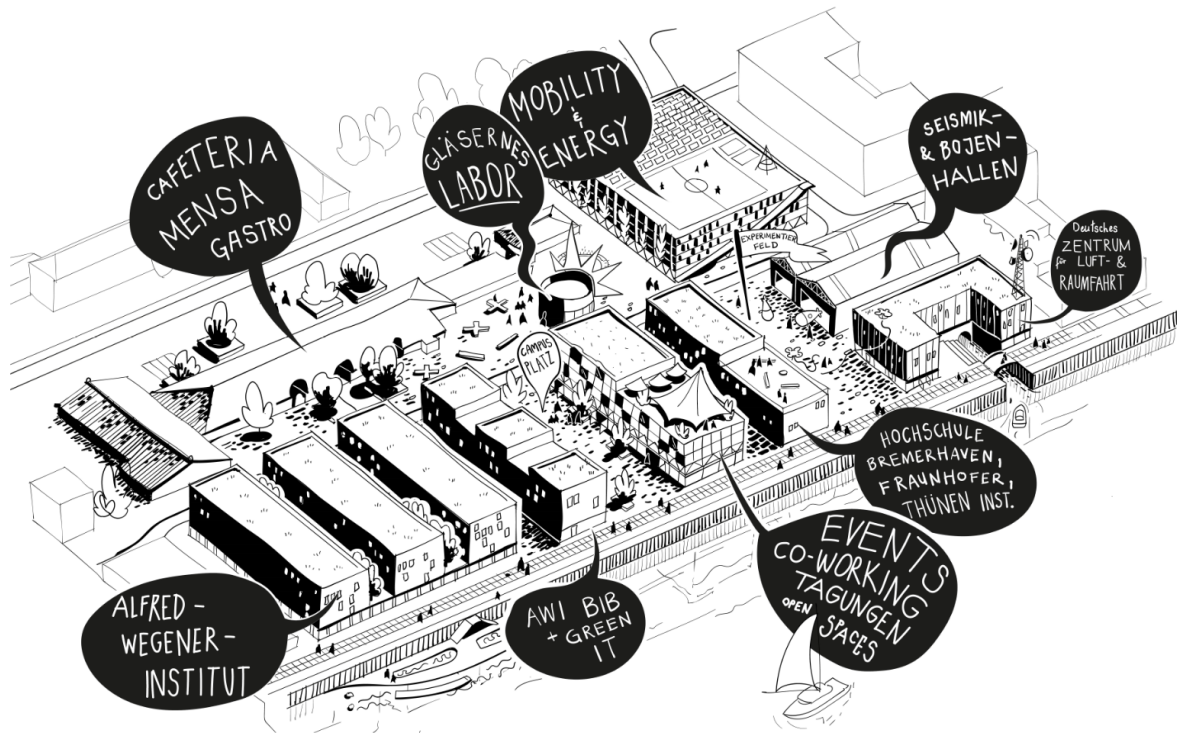 MOBILITY
&
ENERGY
GLÄSERNES
LABOR
CAFETERIA
MENSA
GASTRO
SEISMIK-
& BOJEN-
HALLEN
Deutsches
ZENTRUM
für LUFT- &
RAUMFAHRT
EXPERIMENTIER
FELD
CAMPUS
PLATZ
HOCHSCHULE
BREMERHAVEN,
FRAUNHOFER,
THÜNEN INST.
EVENTS
CO-WORKING
TAGUNGEN
OPEN
SPACES
AWI BIB
+ GREEN
IT
ALFRED-
WEGENER-
INSTITUT